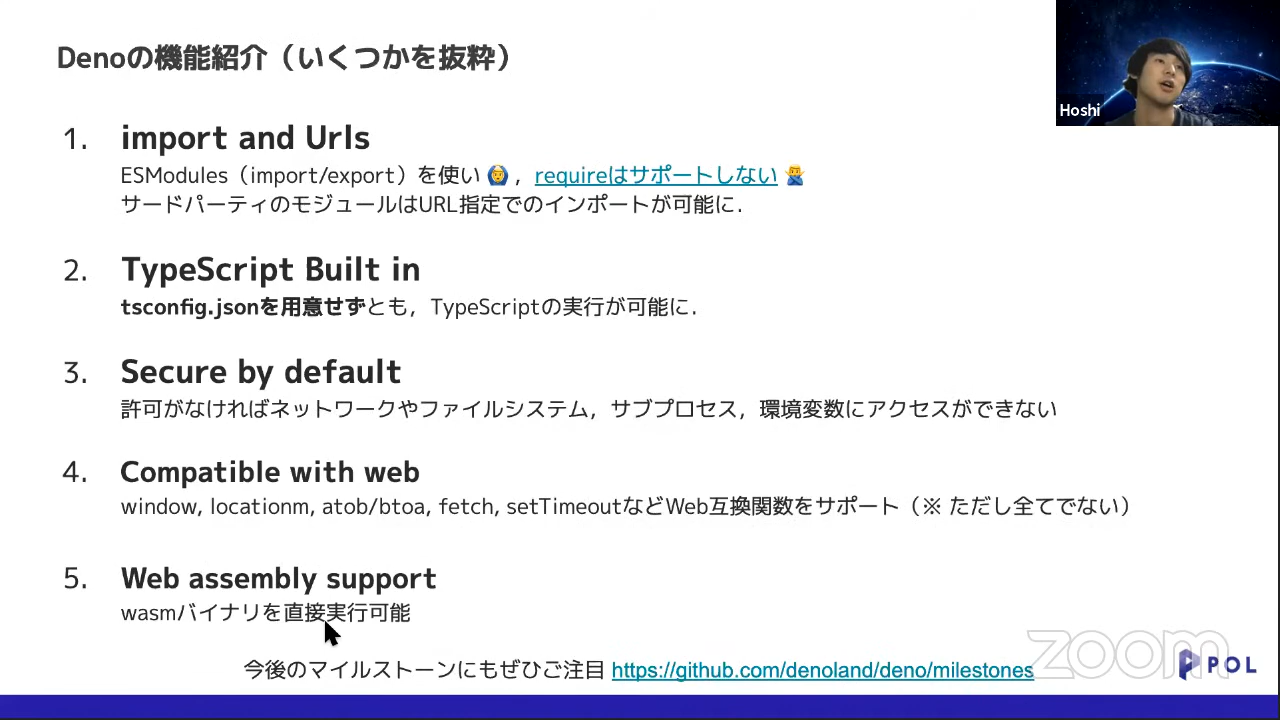 Denoの機能紹介（いくつかを抜粋）
Hoshi
1. import and Urls
ESModules（import/export）を使い 🙆‍♂️ ，requireはサポートしない 🙅‍♂️
サードパーティのモジュールはURL指定でのインポートが可能に．
2. TypeScript Built in
tsconfig.jsonを用意せずとも，TypeScriptの実行が可能に．
3. Secure by default
許可がなければネットワークやファイルシステム，サブプロセス，環境変数にアクセスができない
4. Compatible with web
window, locationm, atob/btoa, fetch, setTimeoutなどWeb互換関数をサポート（※ ただし全てでない）
5. Web assembly support
wasmバイナリを直接実行可能
今後のマイルストーンにもぜひご注目 https://github.com/denoland/deno/milestones
zoom
POL